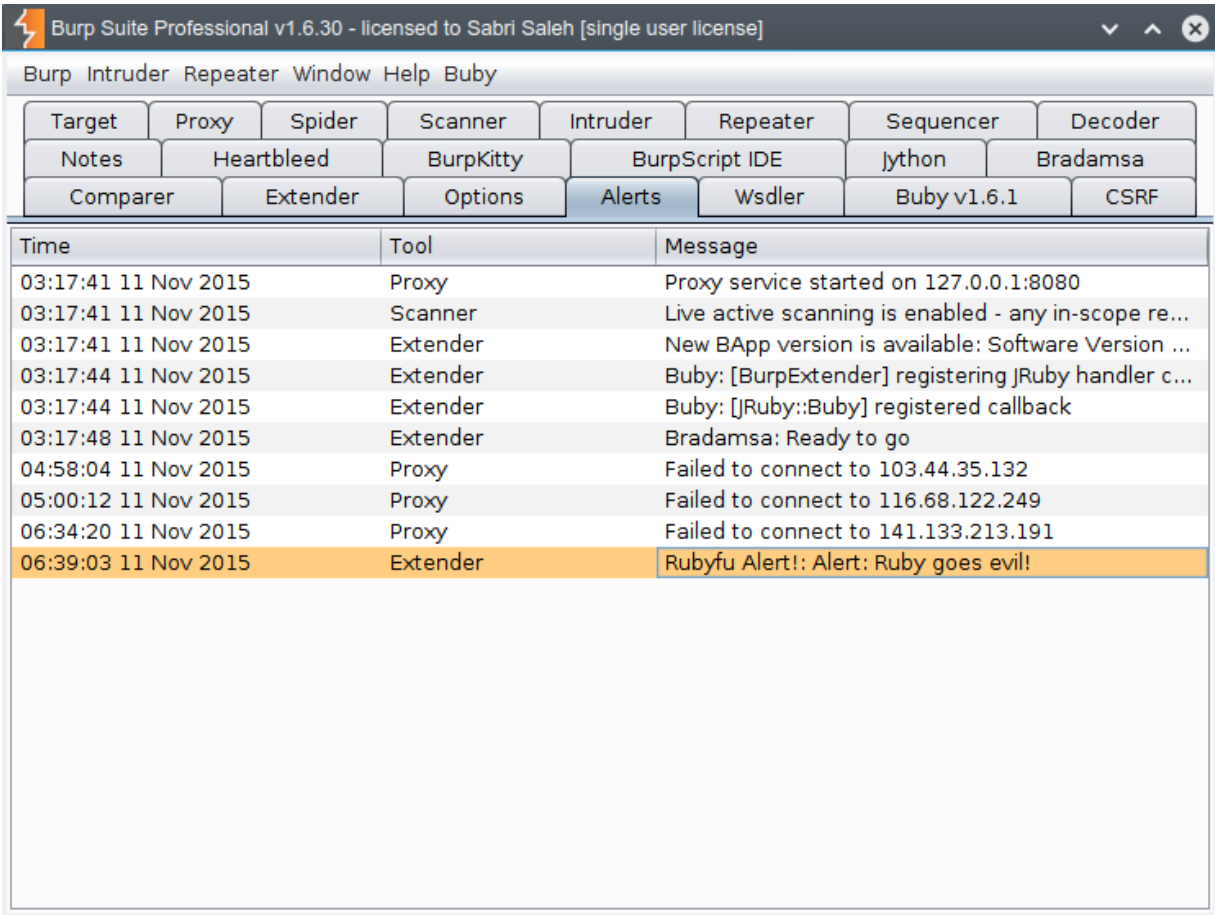 Burp Suite Professional v1.6.30 - licensed to Sabri Saleh [single user license]
Burp Intruder Repeater Window Help Buby
Target Proxy Spider Scanner Intruder Repeater Sequencer Decoder
Notes Heartbleed BurpKitty BurpScript IDE Jython Bradamsa
Comparer Extender Options Alerts Wsdler Buby v1.6.1 CSRF
Time Tool Message
03:17:41 11 Nov 2015 Proxy Proxy service started on 127.0.0.1:8080
03:17:41 11 Nov 2015 Scanner Live active scanning is enabled - any in-scope re...
03:17:41 11 Nov 2015 Extender New BApp version is available: Software Version ...
03:17:44 11 Nov 2015 Extender Buby: [BurpExtender] registering JRuby handler c...
03:17:44 11 Nov 2015 Extender Buby: [JRuby::Buby] registered callback
03:17:48 11 Nov 2015 Extender Bradamsa: Ready to go
04:58:04 11 Nov 2015 Proxy Failed to connect to 103.44.35.132
05:00:12 11 Nov 2015 Proxy Failed to connect to 116.68.122.249
06:34:20 11 Nov 2015 Proxy Failed to connect to 141.133.213.191
06:39:03 11 Nov 2015 Extender Rubyfu Alert!: Alert: Ruby goes evil!